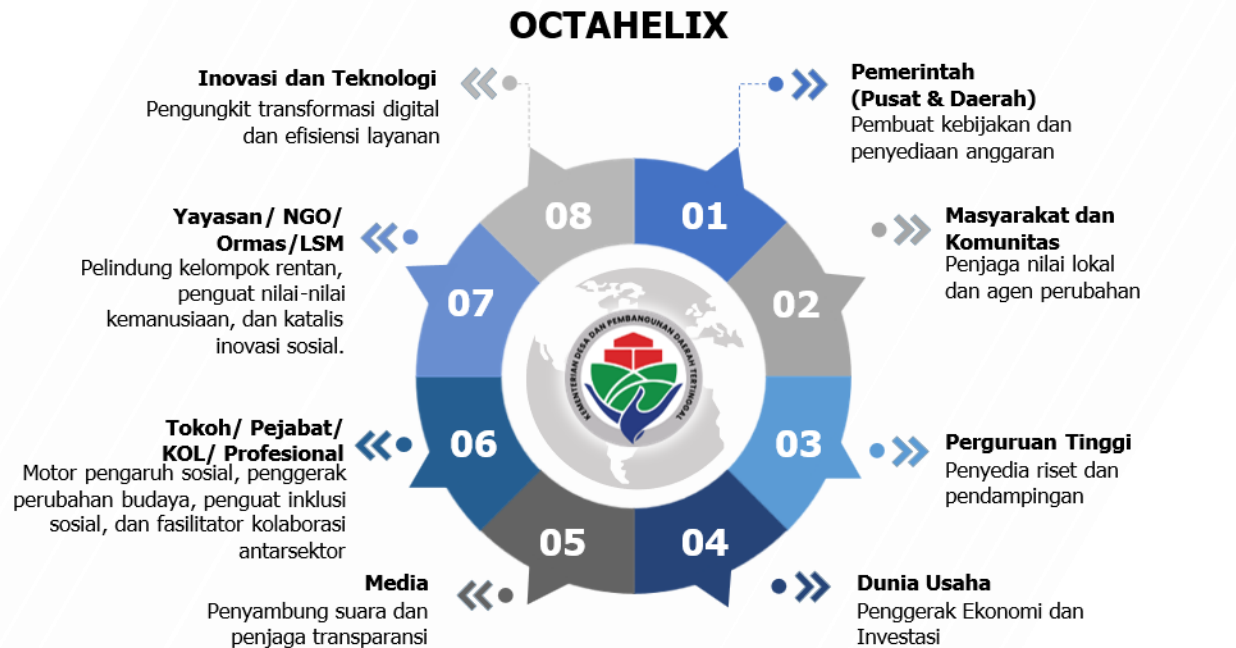 OCTAHELIX
01
Pemerintah
(Pusat & Daerah)
Pembuat kebijakan dan
penyediaan anggaran
02
Masyarakat dan
Komunitas
Penjaga nilai lokal
dan agen perubahan
03
Perguruan Tinggi
Penyedia riset dan
pendampingan
04
Dunia Usaha
Penggerak Ekonomi dan
Investasi
05
Media
Penyambung suara dan
penjaga transparansi
06
Tokoh/ Pejabat/
KOL/ Profesional
Motor pengaruh sosial, penggerak
perubahan budaya, penguat inklusi
sosial, dan fasilitator kolaborasi
antarsektor
07
Yayasan/ NGO/
Ormas/LSM
Pelindung kelompok rentan,
penguat nilai-nilai
kemanusiaan, dan katalis
inovasi sosial.
08
Inovasi dan Teknologi
Pengungkit transformasi digital
dan efisiensi layanan
KEMENTERIAN DESA DAN PEMBANGUNAN DAERAH TERTINGGAL